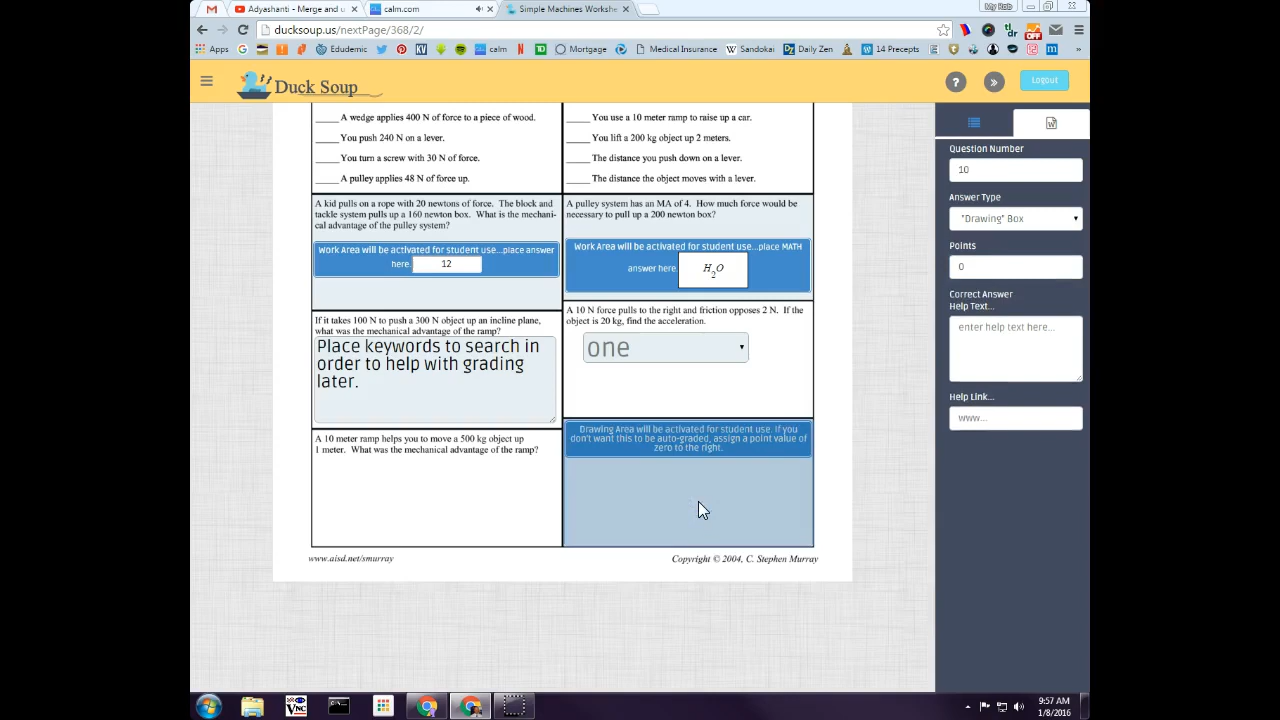 Adyashanti - Merge and u
calm.com
Simple Machines Workshe
My Rob
ducksoup.us/nextPage/368/2/
Apps
Edudemic
calm
Mortgage
Medical Insurance
Sandokai
Daily Zen
14 Precepts
Duck Soup
?
»
Logout
_____ A wedge applies 400 N of force to a piece of wood.
_____ You push 240 N on a lever.
_____ You turn a screw with 30 N of force.
_____ A pulley applies 48 N of force up.
_____ You use a 10 meter ramp to raise up a car.
_____ You lift a 200 kg object up 2 meters.
_____ The distance you push down on a lever.
_____ The distance the object moves with a lever.
A kid pulls on a rope with 20 newtons of force. The block and
tackle system pulls up a 160 newton box. What is the mechani-
cal advantage of the pulley system?
Work Area will be activated for student use...place answer
here. 12
A pulley system has an MA of 4. How much force would be
necessary to pull up a 200 newton box?
Work Area will be activated for student use...place MATH
answer here. H2O
If it takes 100 N to push a 300 N object up an incline plane,
what was the mechanical advantage of the ramp?
Place keywords to search in
order to help with grading
later.
A 10 N force pulls to the right and friction opposes 2 N. If the
object is 20 kg, find the acceleration.
one
A 10 meter ramp helps you to move a 500 kg object up
1 meter. What was the mechanical advantage of the ramp?
Drawing Area will be activated for student use. If you
don't want this to be auto-graded, assign a point value of
zero to the right.
www.aisd.net/smurray
Copyright © 2004, C. Stephen Murray
Question Number
10
Answer Type
"Drawing" Box
Points
0
Correct Answer
Help Text...
enter help text here...
Help Link...
www...
9:57 AM
1/8/2016